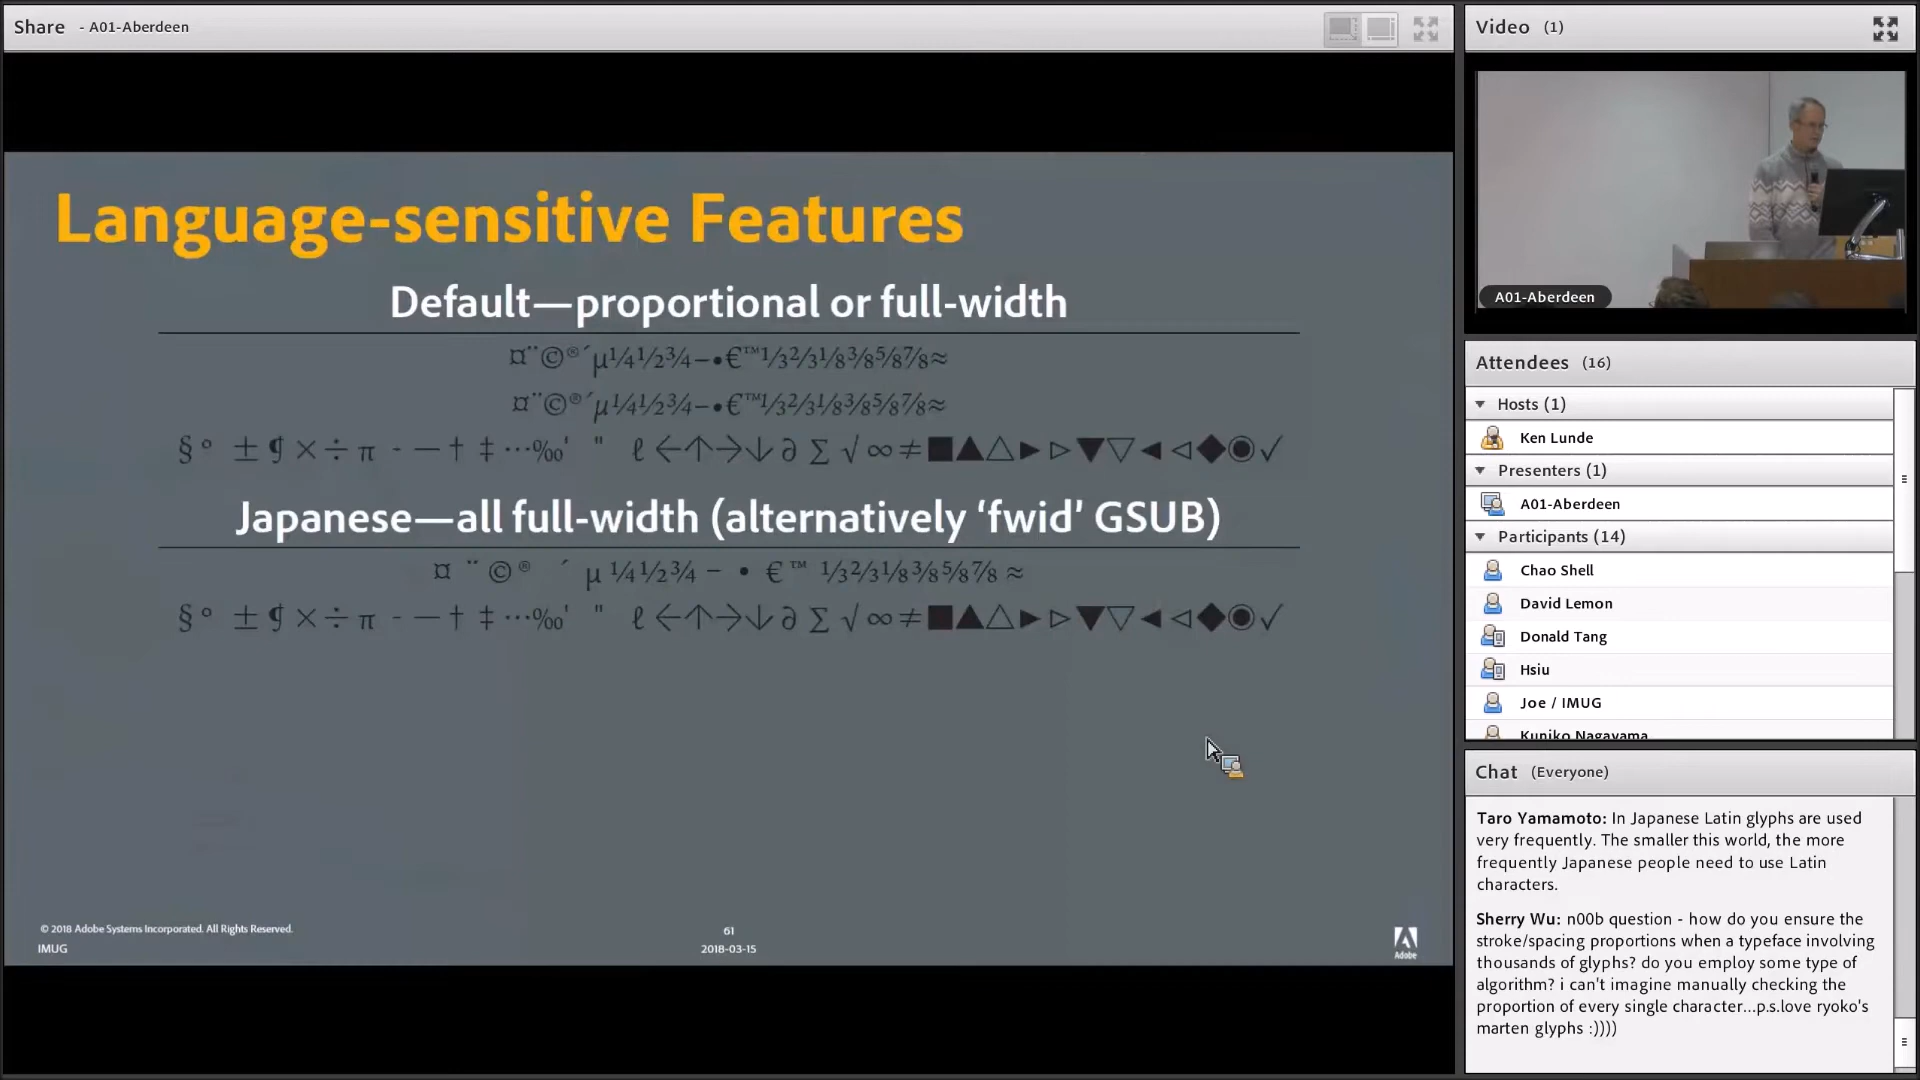 Share - A01-Aberdeen
Language-sensitive Features
Default—proportional or full-width
¤¨©®´µ¼½¾–•€™⅓⅔⅛⅜⅝⅞≈
¤¨©®´µ¼½¾–•€™⅓⅔⅛⅜⅝⅞≈
§° ±¶×÷π - — † ‡ …‰' " ℓ←↑→↓∂∑√∞≠■▲△▶▷▼▽◀◁◆◉✓
Japanese—all full-width (alternatively ‘fwid’ GSUB)
¤ ¨ ©® ´ µ¼½¾ – • €™ ⅓⅔⅛⅜⅝⅞≈
§° ±¶×÷π - — † ‡ …‰' " ℓ←↑→↓∂∑√∞≠■▲△▶▷▼▽◀◁◆◉✓
© 2018 Adobe Systems Incorporated. All Rights Reserved.
IMUG
61
2018-03-15
Adobe
Video (1)
A01-Aberdeen
Attendees (16)
Hosts (1)
Ken Lunde
Presenters (1)
A01-Aberdeen
Participants (14)
Chao Shell
David Lemon
Donald Tang
Hsiu
Joe / IMUG
Kuniko Nagayama
Chat (Everyone)
Taro Yamamoto: In Japanese Latin glyphs are used
very frequently. The smaller this world, the more
frequently Japanese people need to use Latin
characters.
Sherry Wu: n00b question - how do you ensure the
stroke/spacing proportions when a typeface involving
thousands of glyphs? do you employ some type of
algorithm? i can't imagine manually checking the
proportion of every single character...p.s.love ryoko's
marten glyphs :))))